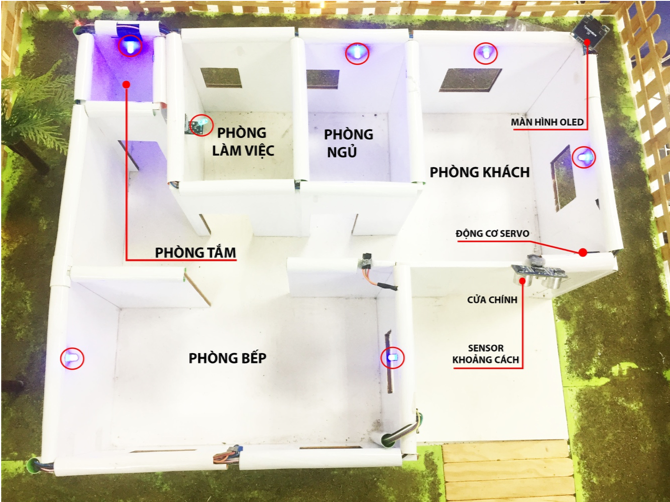 MÀN HÌNH OLED
PHÒNG
LÀM VIỆC
PHÒNG
NGỦ
PHÒNG KHÁCH
ĐỘNG CƠ SERVO
PHÒNG TẮM
CỬA CHÍNH
SENSOR
KHOẢNG CÁCH
PHÒNG BẾP